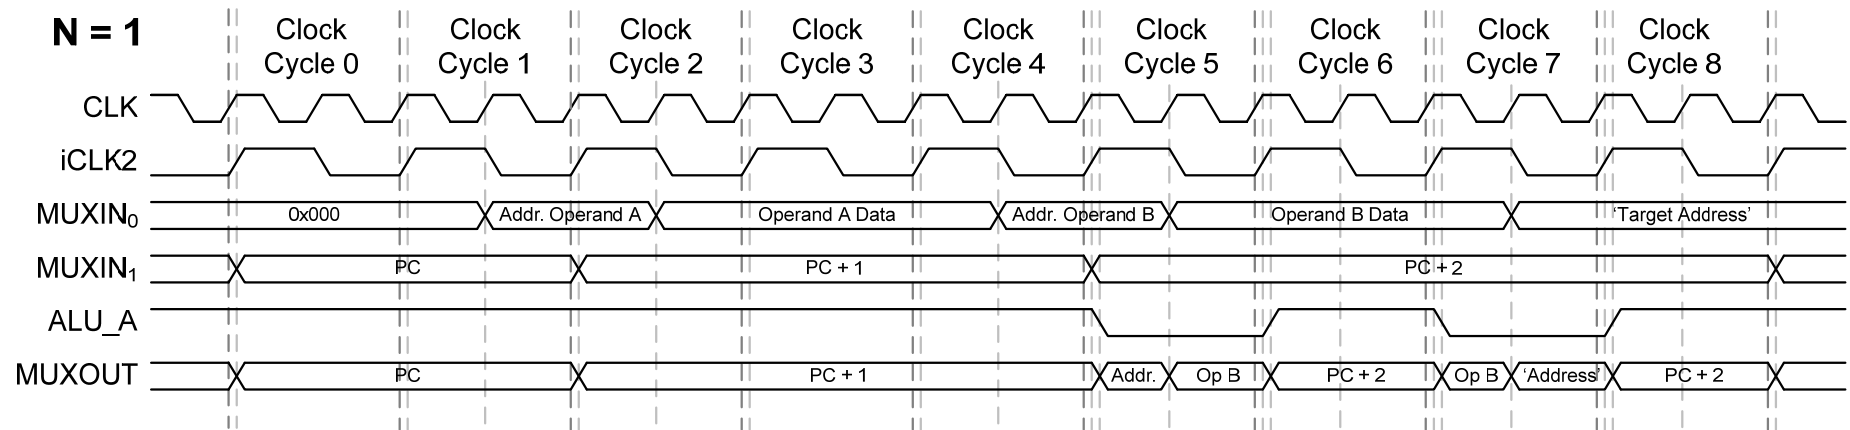 N = 1
Clock Cycle 0
Clock Cycle 1
Clock Cycle 2
Clock Cycle 3
Clock Cycle 4
Clock Cycle 5
Clock Cycle 6
Clock Cycle 7
Clock Cycle 8
CLK
iCLK2
MUXIN₀ 0x000 Addr. Operand A Operand A Data Addr. Operand B Operand B Data ‘Target Address’
MUXIN₁ PC PC + 1 PC + 2
ALU_A
MUXOUT PC PC + 1 Addr. Op B PC + 2 Op B ‘Address’ PC + 2